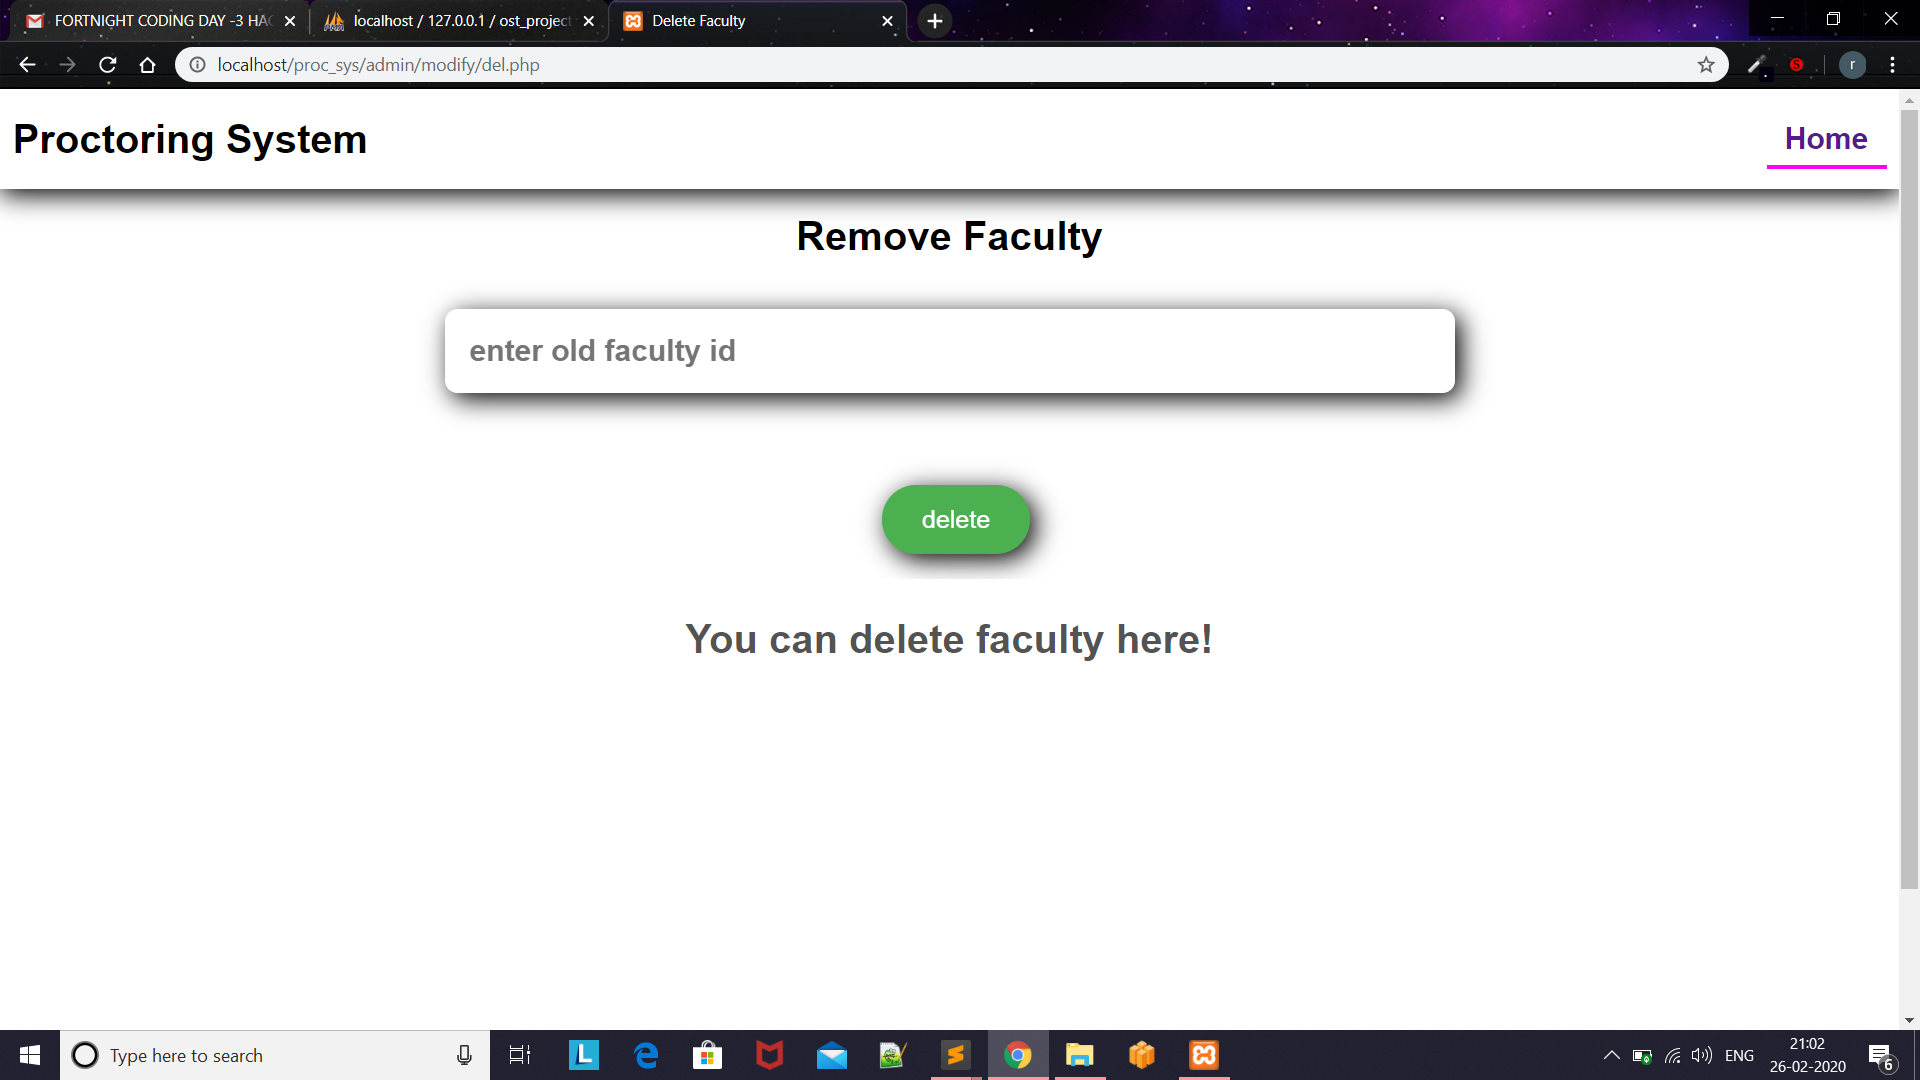 FORTNIGHT CODING DAY -3 HAC
localhost / 127.0.0.1 / ost_project
Delete Faculty
localhost/proc_sys/admin/modify/del.php
r
Proctoring System
Home
Remove Faculty
enter old faculty id
delete
You can delete faculty here!
Type here to search
ENG
21:02
26-02-2020
6